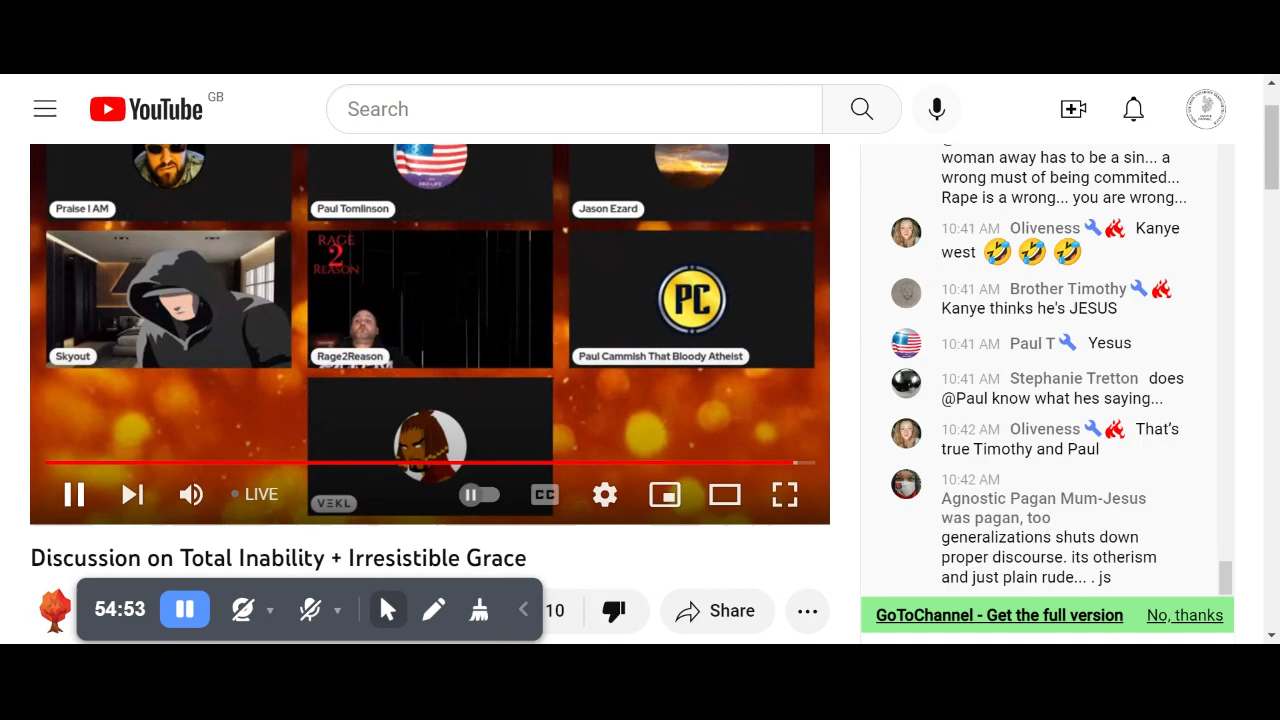 YouTube GB
Search
Praise I AM
Paul Tomlinson
Jason Ezard
RAGE
2
REASON
PC
Skyout
Rage2Reason
Paul Cammish That Bloody Atheist
VΞKL
LIVE
CC
Discussion on Total Inability + Irresistible Grace
54:53
10
Share
woman away has to be a sin... a
wrong must of being commited...
Rape is a wrong... you are wrong...
10:41 AM Oliveness Kanye
west
10:41 AM Brother Timothy
Kanye thinks he's JESUS
10:41 AM Paul T Yesus
10:41 AM Stephanie Tretton does
@Paul know what hes saying...
10:42 AM Oliveness That's
true Timothy and Paul
10:42 AM
Agnostic Pagan Mum-Jesus
was pagan, too
generalizations shuts down
proper discourse. its otherism
and just plain rude... . js
GoToChannel - Get the full version No, thanks